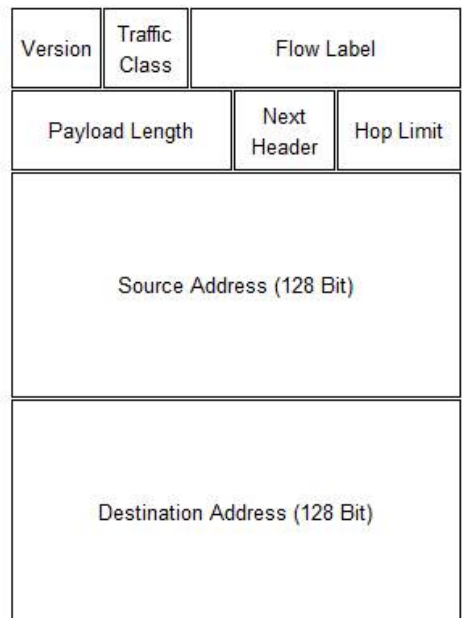 Version
Traffic
Class
Flow Label
Payload Length
Next
Header
Hop Limit
Source Address (128 Bit)
Destination Address (128 Bit)